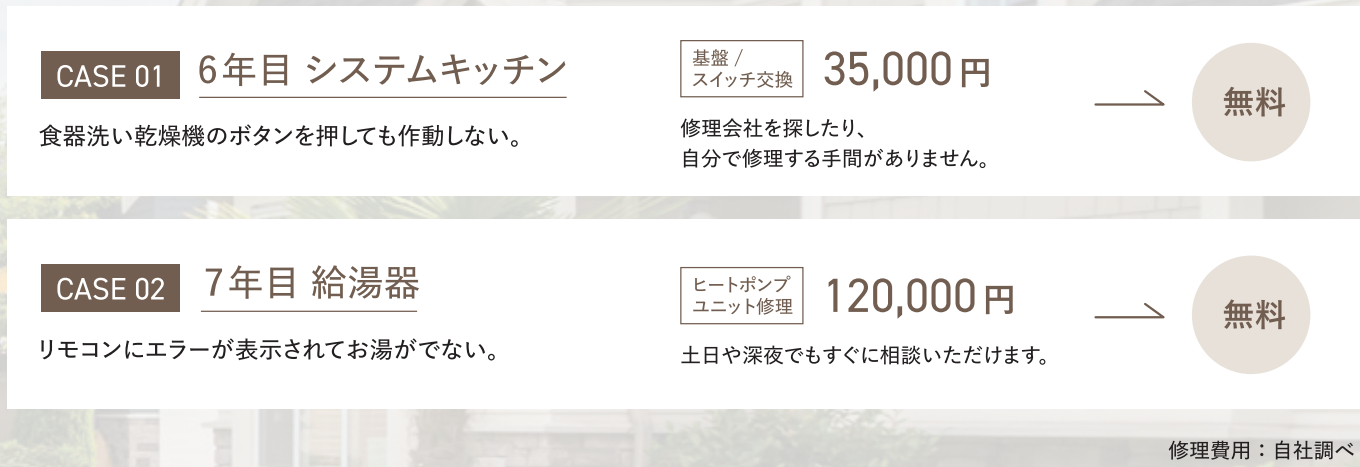 CASE 01
6年目 システムキッチン
食器洗い乾燥機のボタンを押しても作動しない。
基盤 /
スイッチ交換
35,000円
修理会社を探したり、
自分で修理する手間がありません。
無料
CASE 02
7年目 給湯器
リモコンにエラーが表示されてお湯がでない。
ヒートポンプ
ユニット修理
120,000円
土日や深夜でもすぐに相談いただけます。
無料
修理費用：自社調べ